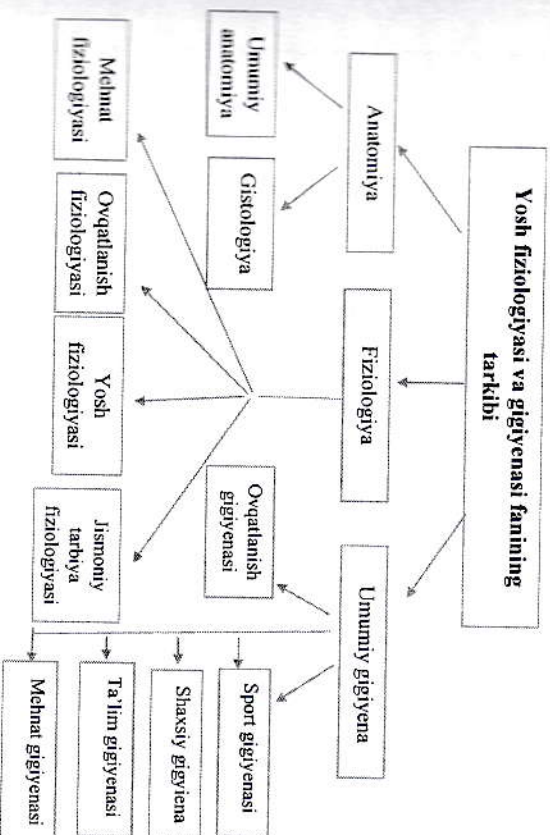 Yosh fiziologiyasi va gigiyenasi fanining
tarkibi
Anatomiya
Fiziologiya
Umumiy gigiyena
Umumiy
anatomiya
Gistologiya
Ovqatlanish
gigiyenasi
Sport gigiyenasi
Shaxsiy gigyiena
Ta'lim gigiyenasi
Mehnat gigiyenasi
Mehnat
fiziologiyasi
Ovqatlanish
fiziologiyasi
Yosh
fiziologiyasi
Jismoniy
tarbiya
fiziologiyasi